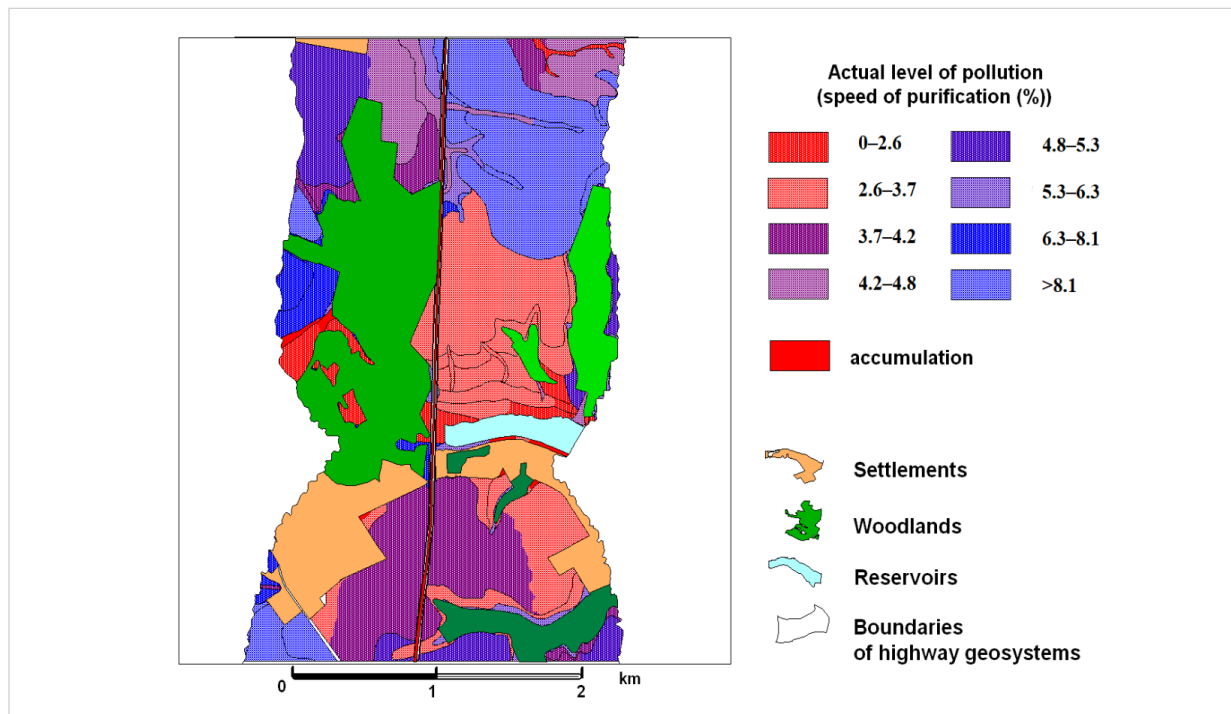 Actual level of pollution
(speed of purification (%))
0–2.6
4.8–5.3
2.6–3.7
5.3–6.3
3.7–4.2
6.3–8.1
4.2–4.8
>8.1
accumulation
Settlements
Woodlands
Reservoirs
Boundaries
of highway geosystems
0 1 2 km